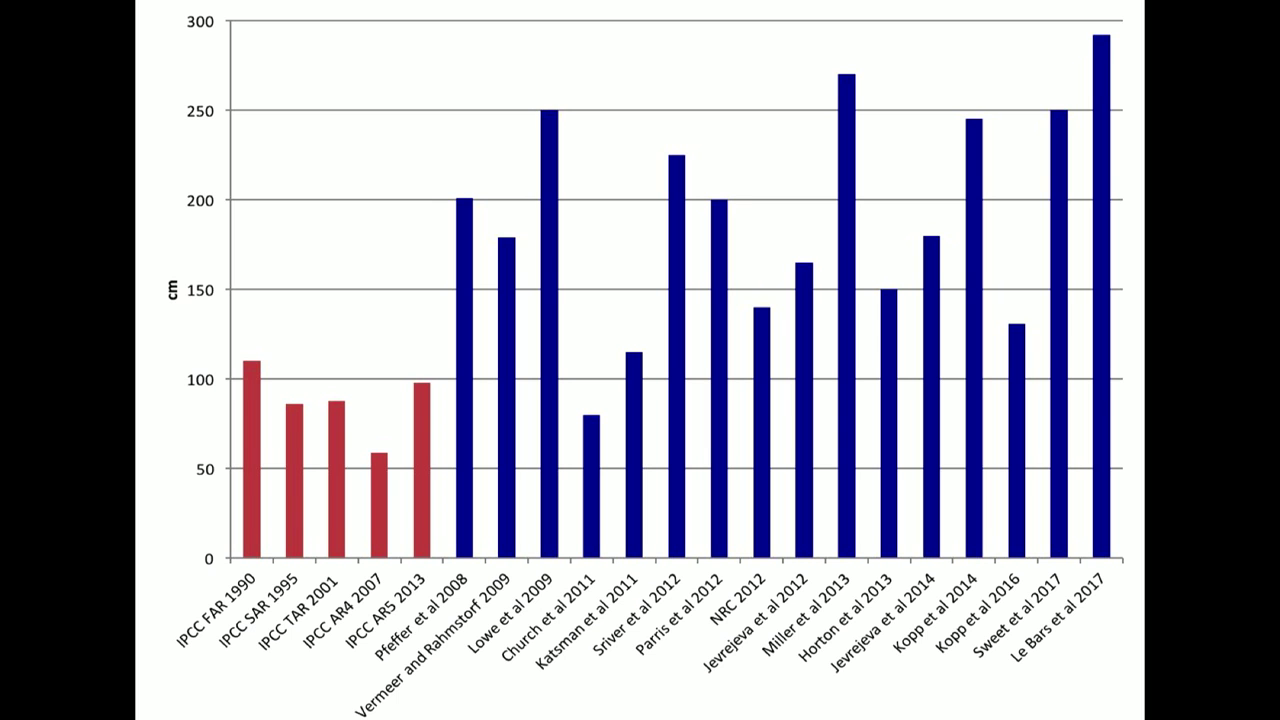 300
250
200
150
100
50
0
cm
IPCC FAR 1990
IPCC SAR 1995
IPCC TAR 2001
IPCC AR4 2007
IPCC AR5 2013
Pfeffer et al 2008
Vermeer and Rahmstorf 2009
Lowe et al 2009
Church et al 2011
Katsman et al 2011
Sriver et al 2012
Parris et al 2012
NRC 2012
Jevrejeva et al 2012
Miller et al 2013
Horton et al 2013
Jevrejeva et al 2014
Kopp et al 2014
Kopp et al 2016
Sweet et al 2017
Le Bars et al 2017